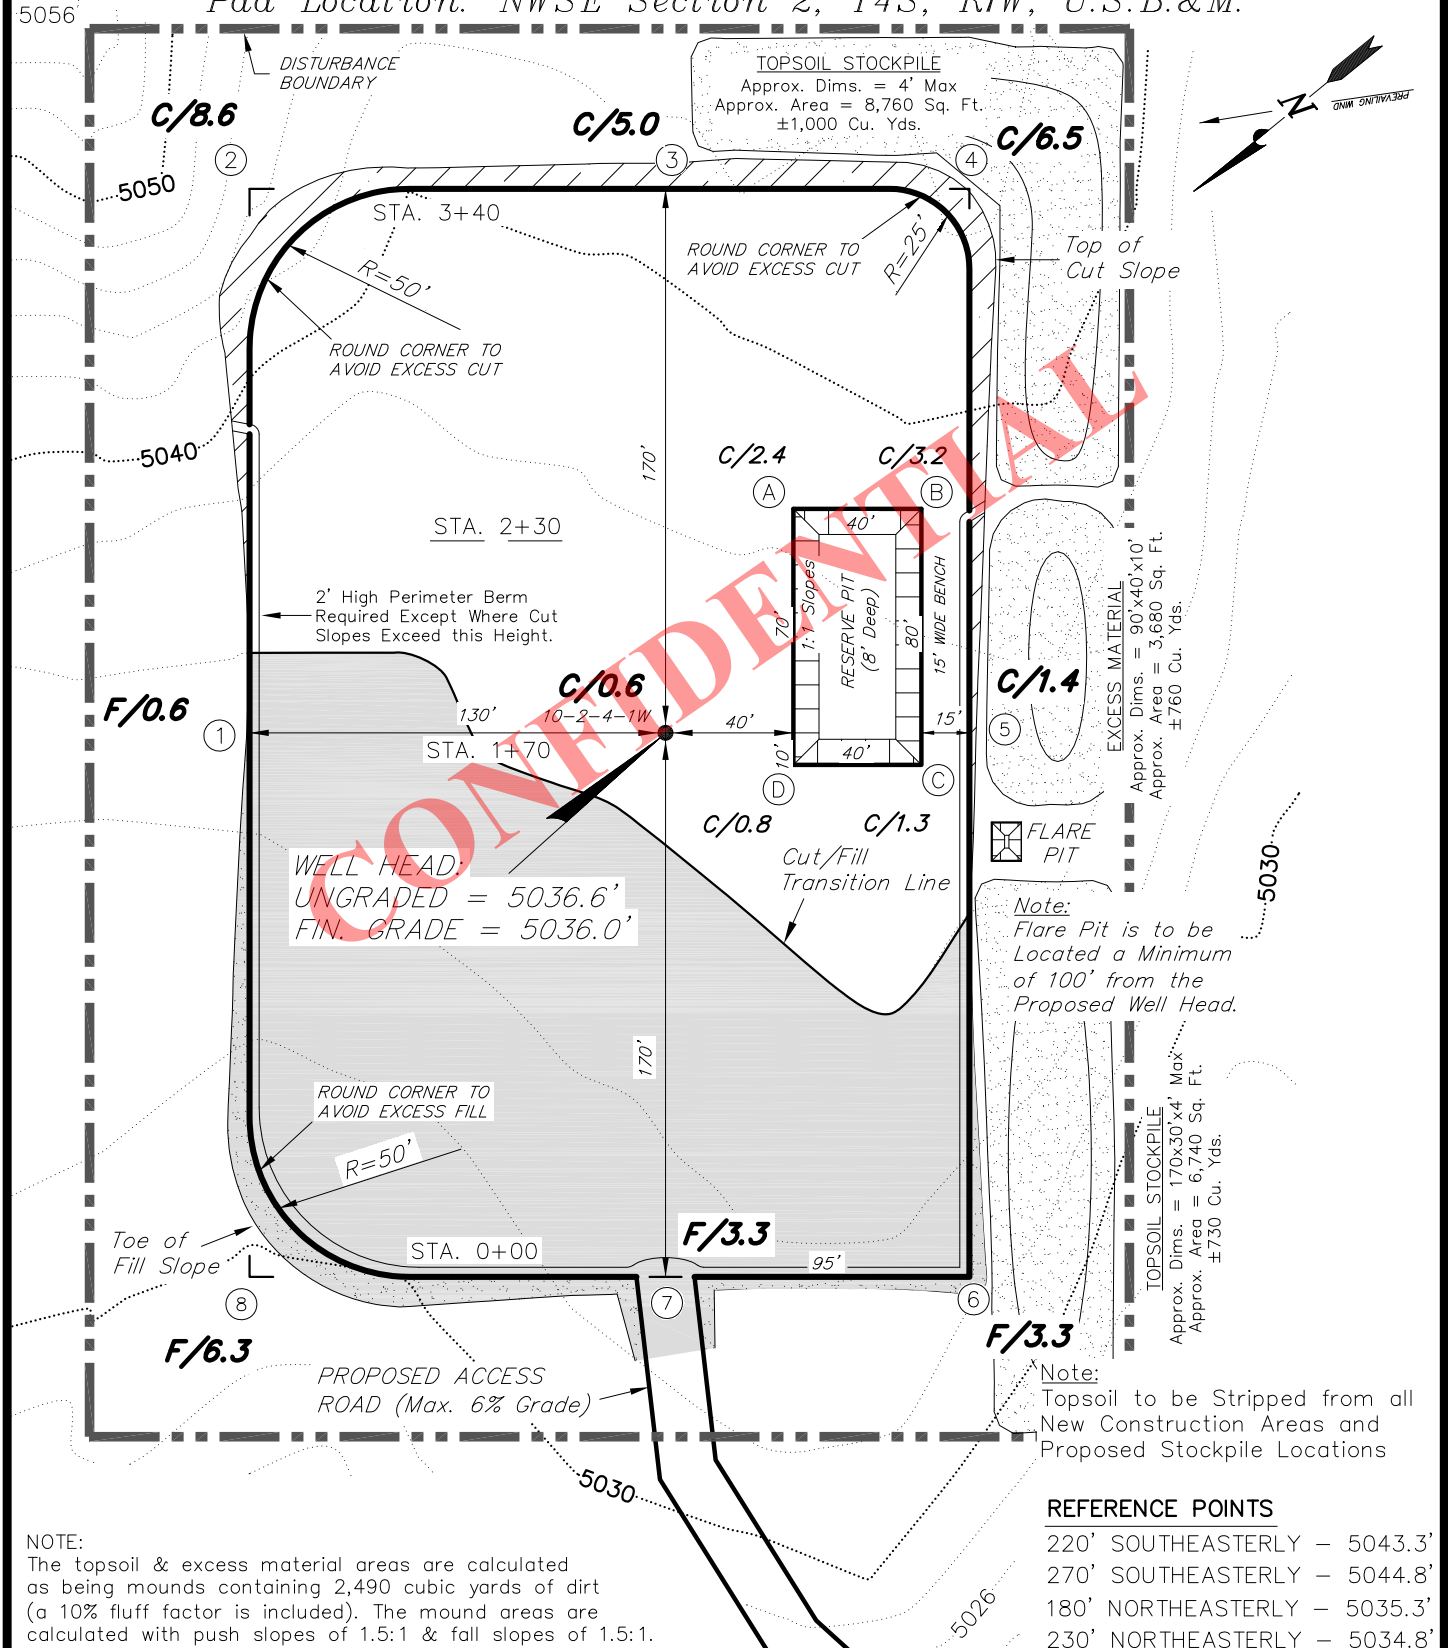 Pad Location: NWSE Section 2, T4S, R1W, U.S.B.&M.
5056'
DISTURBANCE
BOUNDARY
TOPSOIL STOCKPILE
Approx. Dims. = 4' Max
Approx. Area = 8,760 Sq. Ft.
±1,000 Cu. Yds.
N
PREVAILING WIND
C/8.6
C/5.0
C/6.5
2
3
4
5050
STA. 3+40
R=50'
ROUND CORNER TO
AVOID EXCESS CUT
ROUND CORNER TO
AVOID EXCESS CUT
R=25'
Top of
Cut Slope
5040
170'
C/2.4
C/3.2
A
B
40'
STA. 2+30
2' High Perimeter Berm
Required Except Where Cut
Slopes Exceed this Height.
70'
1:1 Slopes
RESERVE PIT
(8' Deep)
80'
15' WIDE BENCH
EXCESS MATERIAL
Approx. Dims. = 90'x40'x10'
Approx. Area = 3,680 Sq. Ft.
±760 Cu. Yds.
CONFIDENTIAL
F/0.6
C/0.6
C/1.4
1
130'
10-2-4-1W
40'
15'
5
STA. 1+70
10'
40'
D
C
C/0.8
C/1.3
FLARE
PIT
Cut/Fill
Transition Line
WELL HEAD:
UNGRADED = 5036.6'
FIN. GRADE = 5036.0'
5030
Note:
Flare Pit is to be
Located a Minimum
of 100' from the
Proposed Well Head.
170'
ROUND CORNER TO
AVOID EXCESS FILL
R=50'
TOPSOIL STOCKPILE
Approx. Dims. = 170x30'x4' Max
Approx. Area = 6,740 Sq. Ft.
±730 Cu. Yds.
Toe of
Fill Slope
STA. 0+00
F/3.3
95'
8
7
6
F/6.3
F/3.3
PROPOSED ACCESS
ROAD (Max. 6% Grade)
Note:
Topsoil to be Stripped from all
New Construction Areas and
Proposed Stockpile Locations
5030
REFERENCE POINTS
220' SOUTHEASTERLY - 5043.3'
270' SOUTHEASTERLY - 5044.8'
180' NORTHEASTERLY - 5035.3'
230' NORTHEASTERLY - 5034.8'
5026
NOTE:
The topsoil & excess material areas are calculated
as being mounds containing 2,490 cubic yards of dirt
(a 10% fluff factor is included). The mound areas are
calculated with push slopes of 1.5:1 & fall slopes of 1.5:1.